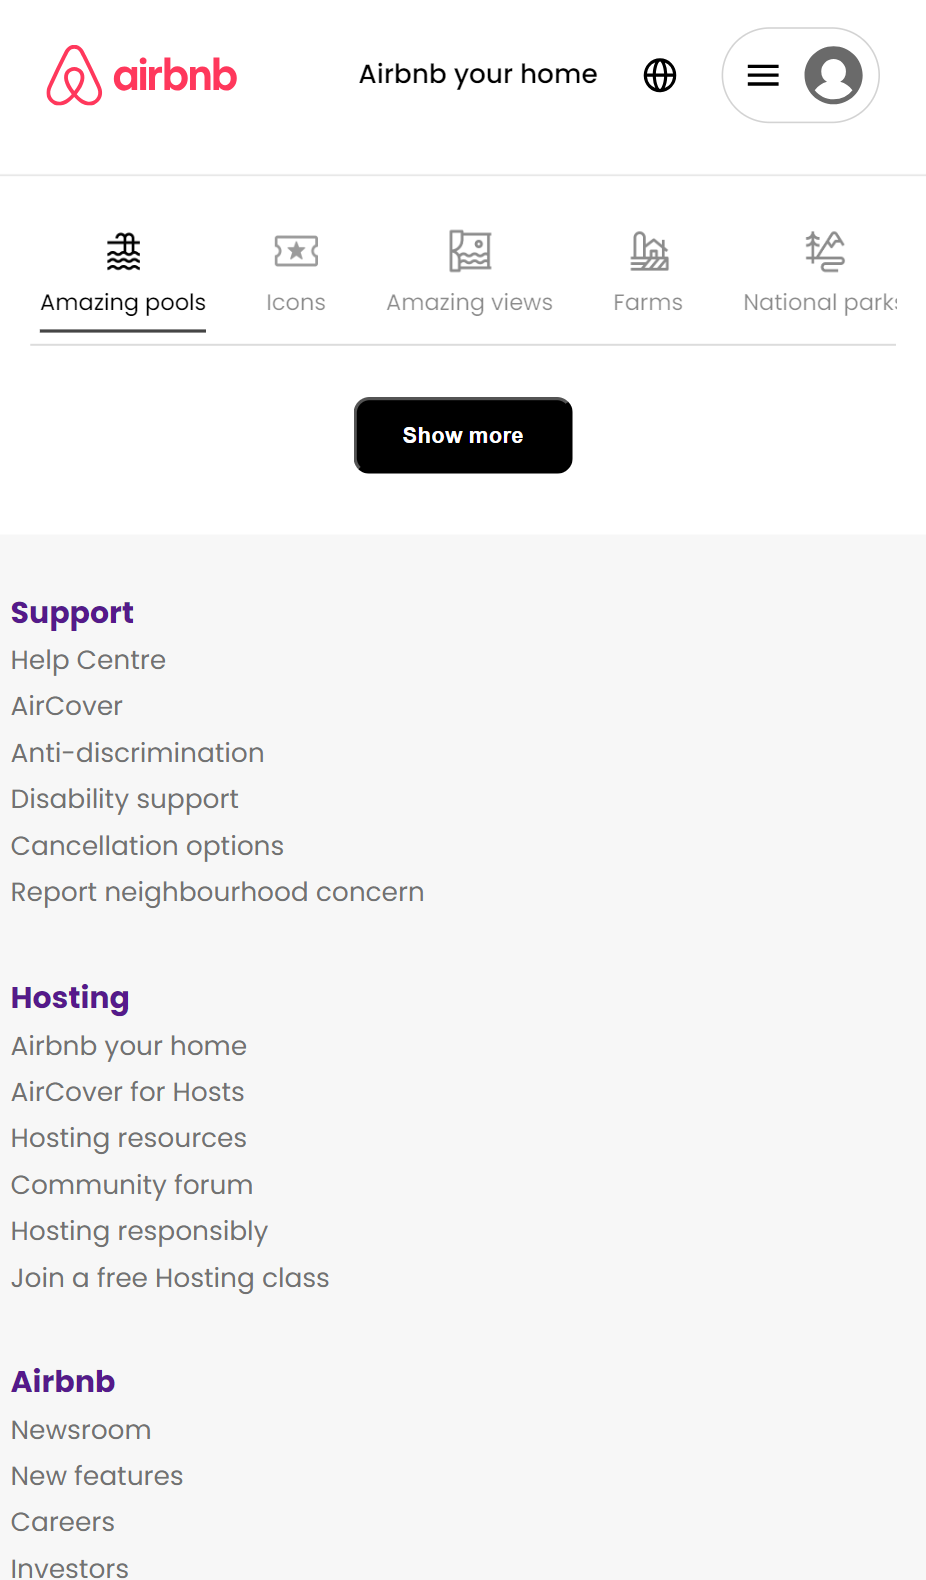 airbnb Airbnb your home
Amazing pools Icons Amazing views Farms National parks
Show more
Support
Help Centre
AirCover
Anti-discrimination
Disability support
Cancellation options
Report neighbourhood concern
Hosting
Airbnb your home
AirCover for Hosts
Hosting resources
Community forum
Hosting responsibly
Join a free Hosting class
Airbnb
Newsroom
New features
Careers
Investors